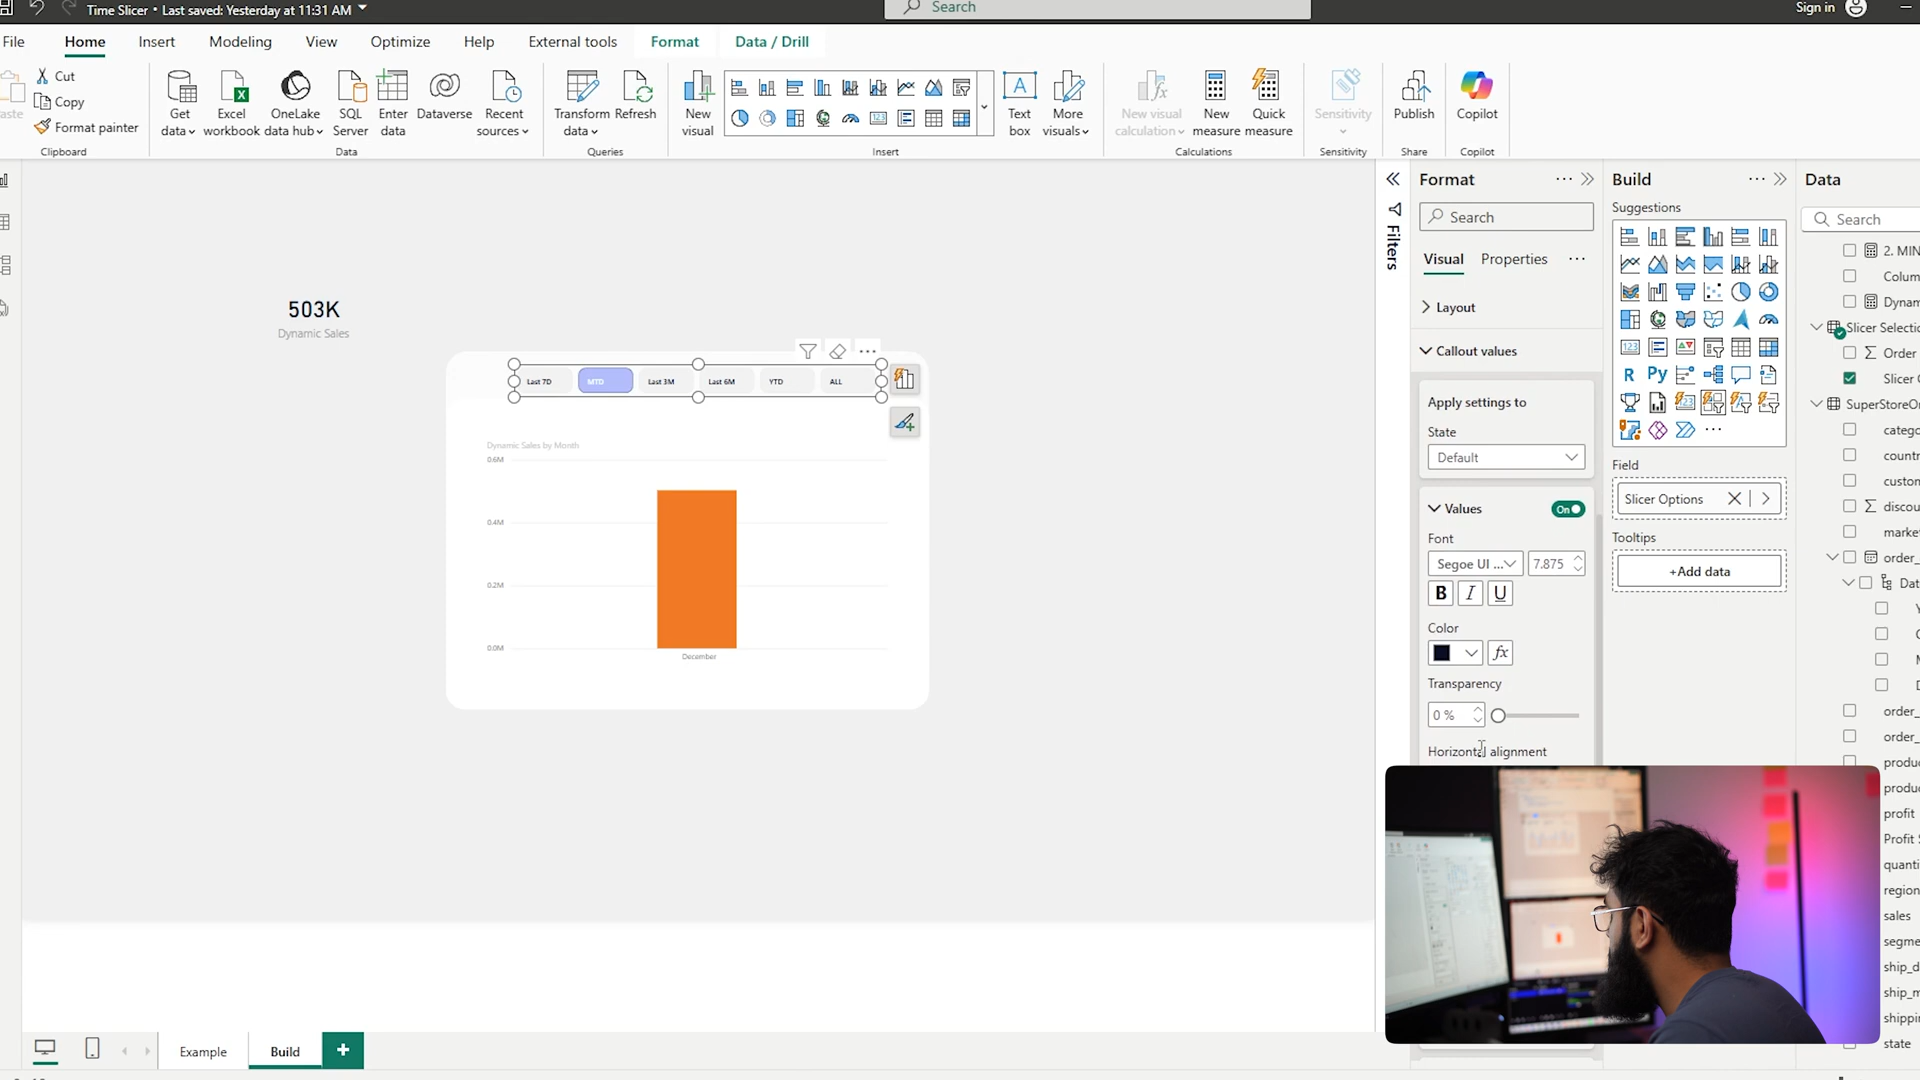 Time Slicer • Last saved: Yesterday at 11:31 AM
Search
Sign in
File
Home
Insert
Modeling
View
Optimize
Help
External tools
Format
Data / Drill
Cut
Copy
Format painter
Clipboard
Get data
Excel workbook
OneLake data hub
SQL Server
Enter data
Dataverse
Recent sources
Data
Transform data
Refresh
Queries
New visual
Text box
More visuals
Insert
New visual calculation
New measure
Quick measure
Calculations
Sensitivity
Sensitivity
Publish
Share
Copilot
Copilot
503K
Dynamic Sales
Last 7D
MTD
Last 3M
Last 6M
YTD
ALL
Dynamic Sales by Month
0.6M
0.4M
0.2M
0.0M
December
Filters
Format
Search
Visual
Properties
Layout
Callout values
Apply settings to
State
Default
Values
On
Font
Segoe UI ...
7.875
B
I
U
Color
fx
Transparency
0 %
Horizontal alignment
Build
Suggestions
R
Py
Field
Slicer Options
Tooltips
+Add data
Data
Search
2. MIN
Colum
Dynam
Slicer Selectio
Order
Slicer O
SuperStoreOr
catego
countr
custom
discou
marke
order_
Dat
order_
order_
produc
produc
profit
Profit S
quanti
region
sales
segme
ship_d
ship_m
shippi
state
Example
Build
+